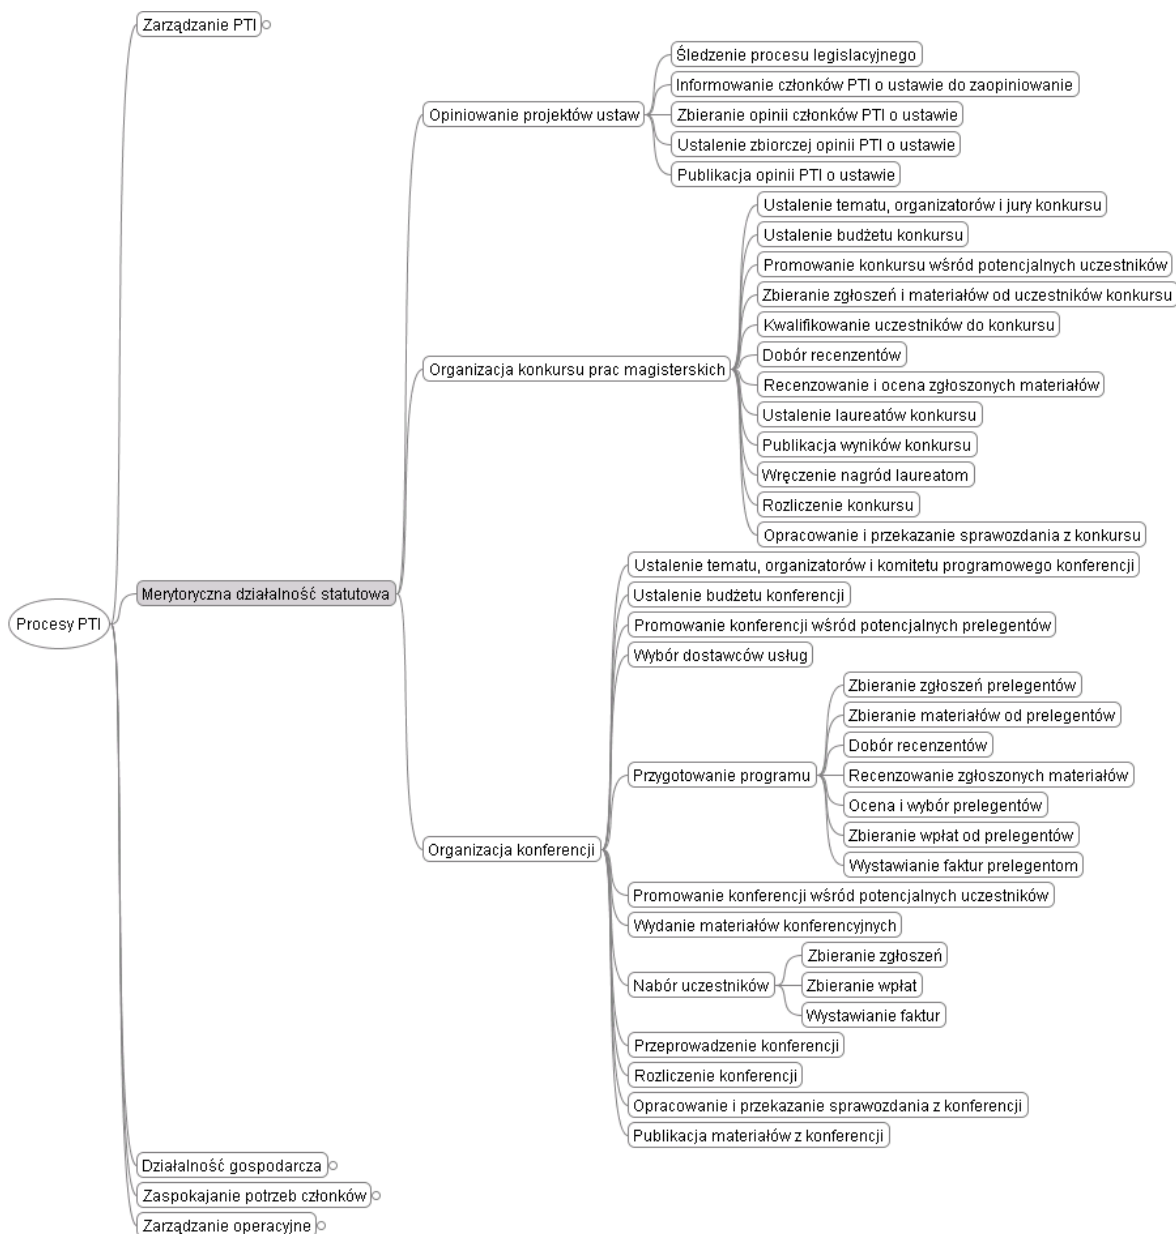 Zarządzanie PTI
Śledzenie procesu legislacyjnego
Informowanie członków PTI o ustawie do zaopiniowanie
Opiniowanie projektów ustaw
Zbieranie opinii członków PTI o ustawie
Ustalenie zbiorczej opinii PTI o ustawie
Publikacja opinii PTI o ustawie
Ustalenie tematu, organizatorów i jury konkursu
Ustalenie budżetu konkursu
Promowanie konkursu wśród potencjalnych uczestników
Zbieranie zgłoszeń i materiałów od uczestników konkursu
Kwalifikowanie uczestników do konkursu
Organizacja konkursu prac magisterskich
Dobór recenzentów
Recenzowanie i ocena zgłoszonych materiałów
Ustalenie laureatów konkursu
Publikacja wyników konkursu
Wręczenie nagród laureatom
Rozliczenie konkursu
Opracowanie i przekazanie sprawozdania z konkursu
Procesy PTI
Merytoryczna działalność statutowa
Ustalenie tematu, organizatorów i komitetu programowego konferencji
Ustalenie budżetu konferencji
Promowanie konferencji wśród potencjalnych prelegentów
Wybór dostawców usług
Zbieranie zgłoszeń prelegentów
Zbieranie materiałów od prelegentów
Dobór recenzentów
Przygotowanie programu
Recenzowanie zgłoszonych materiałów
Ocena i wybór prelegentów
Zbieranie wpłat od prelegentów
Wystawianie faktur prelegentom
Organizacja konferencji
Promowanie konferencji wśród potencjalnych uczestników
Wydanie materiałów konferencyjnych
Nabór uczestników
Zbieranie zgłoszeń
Zbieranie wpłat
Wystawianie faktur
Przeprowadzenie konferencji
Rozliczenie konferencji
Opracowanie i przekazanie sprawozdania z konferencji
Publikacja materiałów z konferencji
Działalność gospodarcza
Zaspokajanie potrzeb członków
Zarządzanie operacyjne